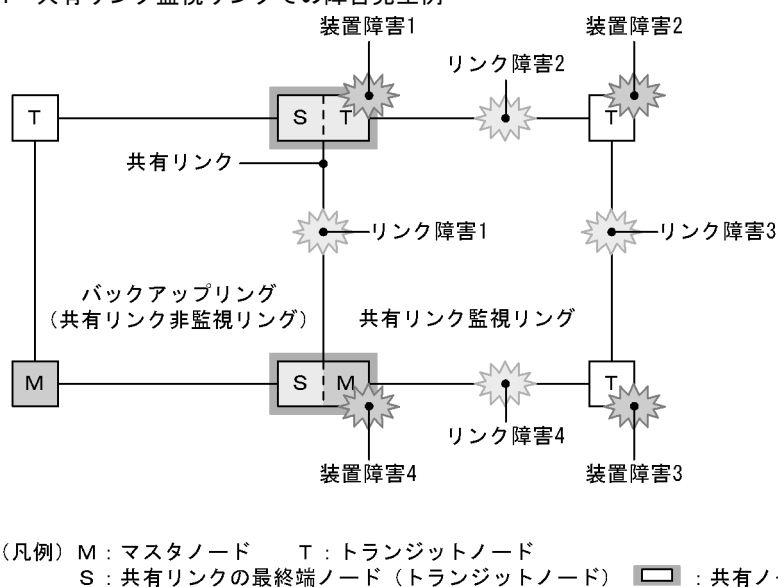 装置障害1
装置障害2
リンク障害2
T
S
T
T
共有リンク
リンク障害1
リンク障害3
バックアップリング
(共有リンク非監視リング)
共有リンク監視リング
M
S
M
T
リンク障害4
装置障害4
装置障害3
(凡例) M:マスタノード T:トランジットノード
S:共有リンクの最終端ノード(トランジットノード) :共有ノ